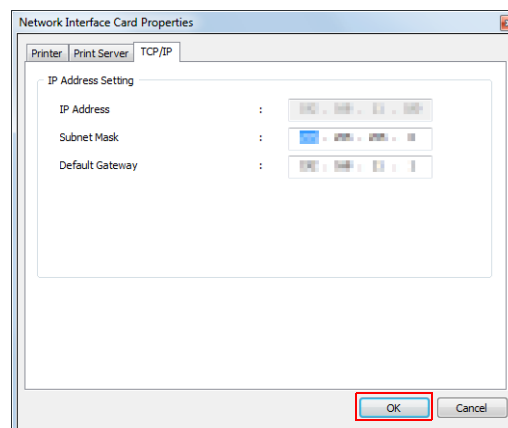 Network Interface Card Properties
Printer Print Server TCP/IP
IP Address Setting
IP Address :
Subnet Mask :
Default Gateway :
OK Cancel